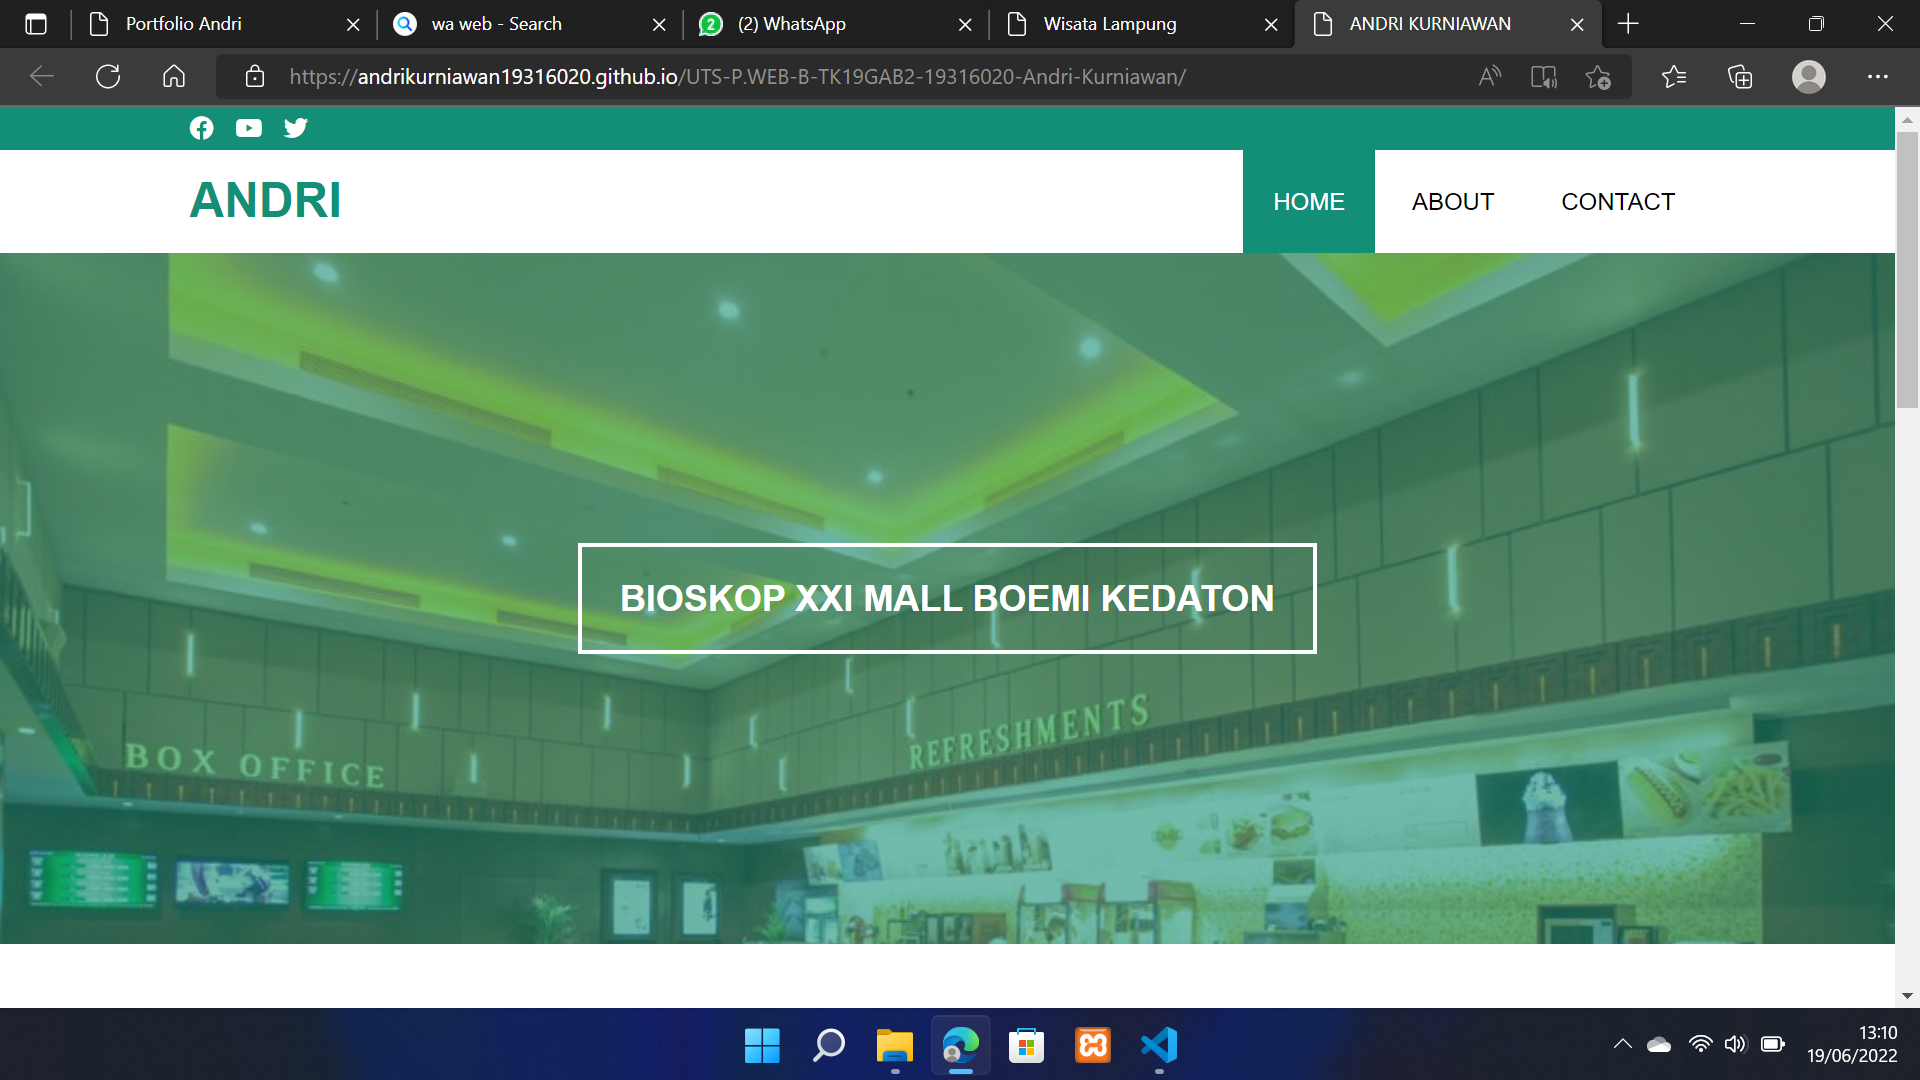 Portfolio Andri
wa web - Search
(2) WhatsApp
Wisata Lampung
ANDRI KURNIAWAN
https://andrikurniawan19316020.github.io/UTS-P.WEB-B-TK19GAB2-19316020-Andri-Kurniawan/
ANDRI
HOME
ABOUT
CONTACT
BIOSKOP XXI MALL BOEMI KEDATON
BOX OFFICE
REFRESHMENTS
13:10
19/06/2022